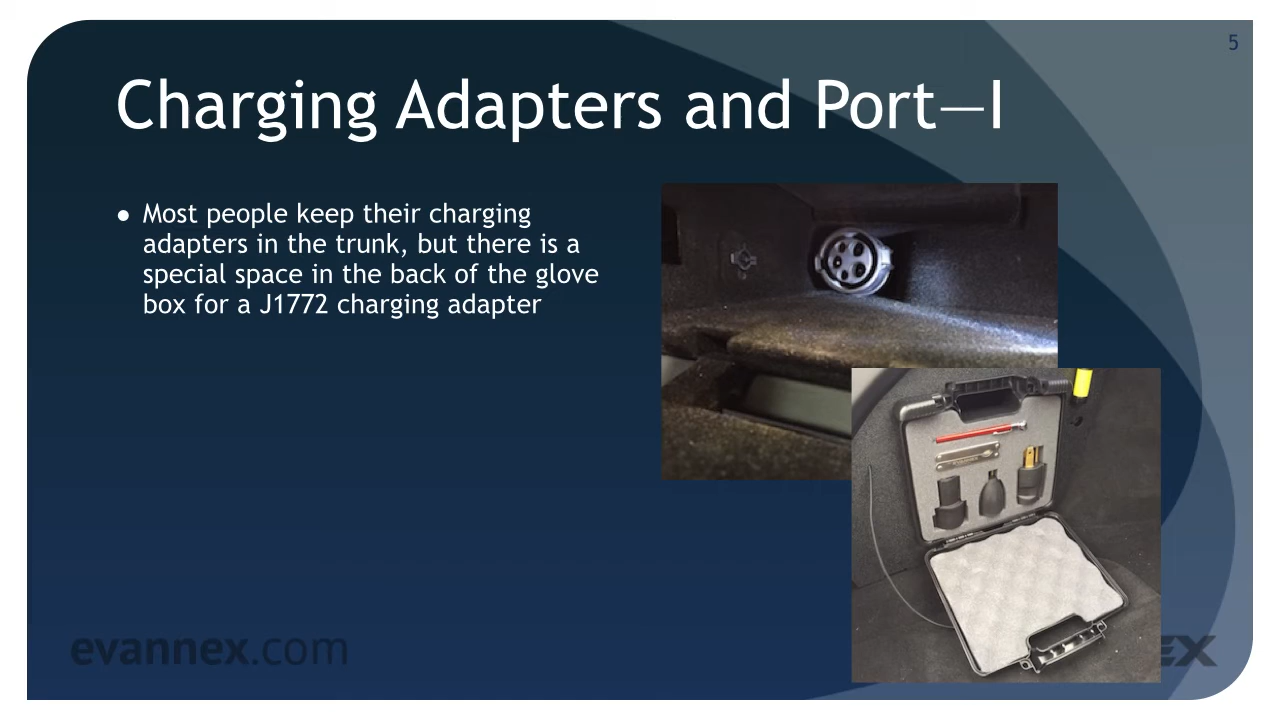 5
Charging Adapters and Port—I
● Most people keep their charging
adapters in the trunk, but there is a
special space in the back of the glove
box for a J1772 charging adapter
evannex.com
EX